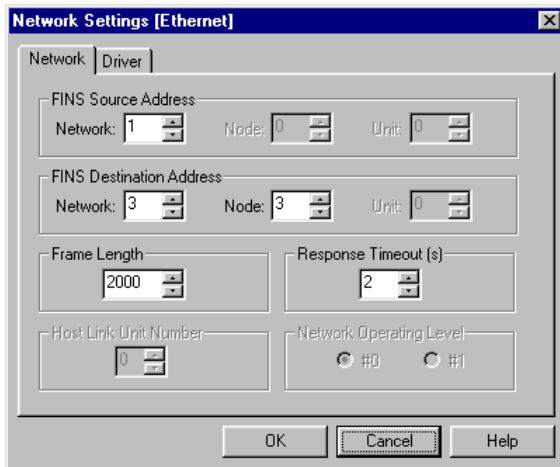 Network Settings [Ethernet]
Network Driver
FINS Source Address
Network: 1 Node: 0 Unit: 0
FINS Destination Address
Network: 3 Node: 3 Unit: 0
Frame Length Response Timeout (s)
2000 2
Host Link Unit Number Network Operating Level
0 #0 #1
OK Cancel Help